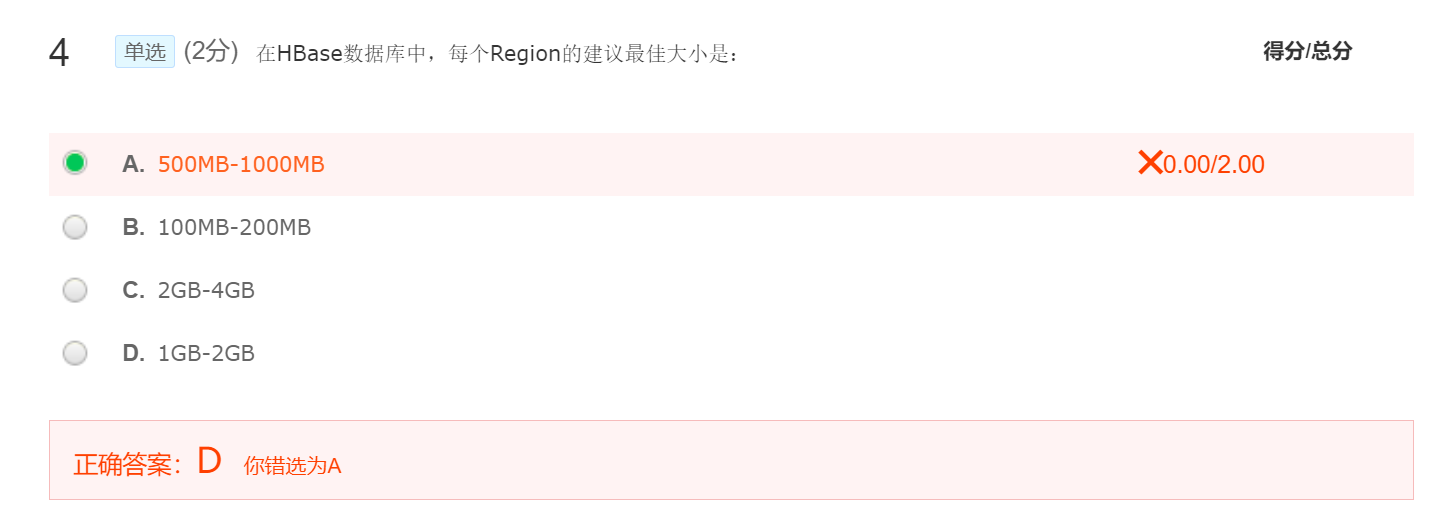 4 单选 (2分) 在HBase数据库中，每个Region的建议最佳大小是： 得分/总分
A. 500MB-1000MB ✕0.00/2.00
B. 100MB-200MB
C. 2GB-4GB
D. 1GB-2GB
正确答案：D 你错选为A